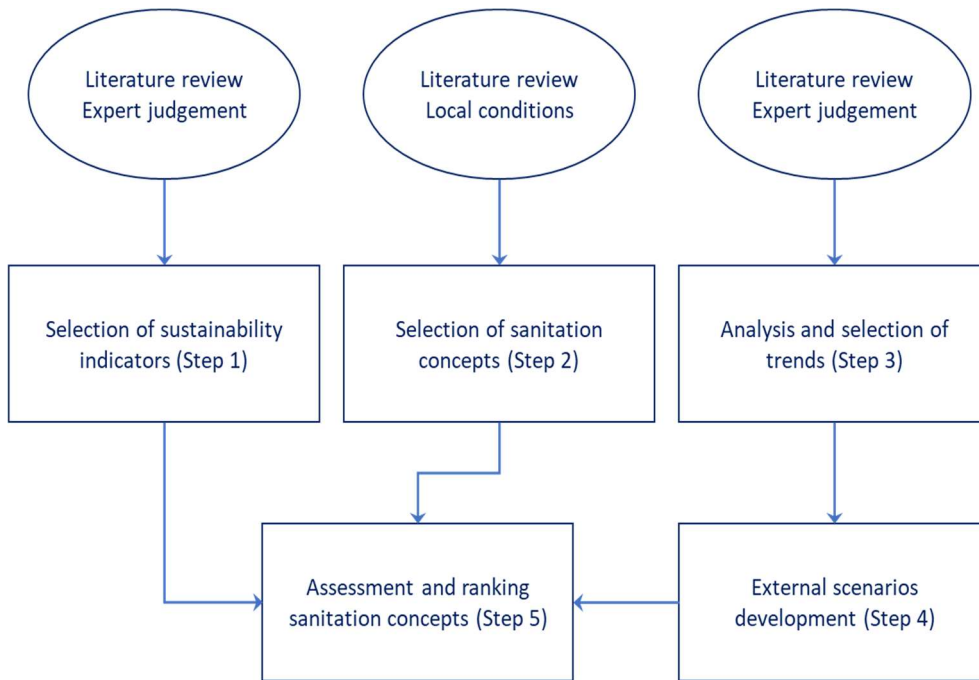 Literature review
Expert judgement
Literature review
Local conditions
Literature review
Expert judgement
Selection of sustainability
indicators (Step 1)
Selection of sanitation
concepts (Step 2)
Analysis and selection of
trends (Step 3)
Assessment and ranking
sanitation concepts (Step 5)
External scenarios
development (Step 4)